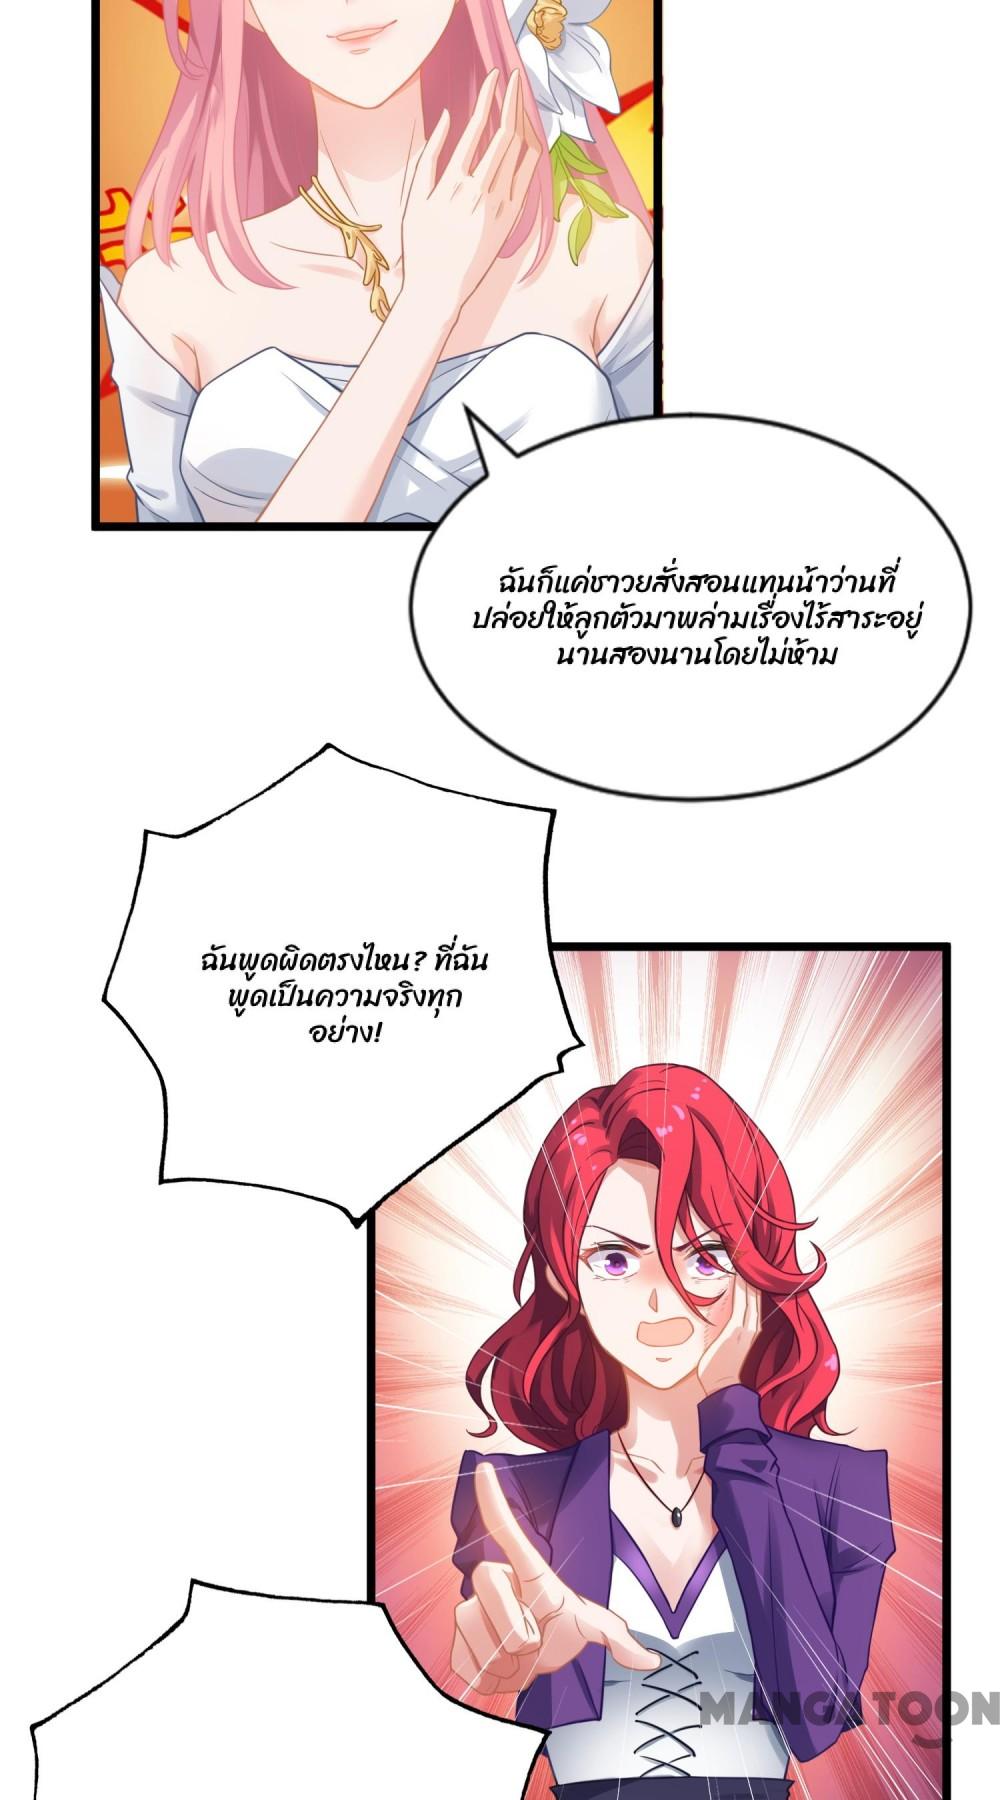 ฉันก็แค่ชาวยสั่งสอนแทนน้าว่านที่
ปล่อยให้ลูกตัวมาพล่ามเรื่องไร้สาระอยู่
นานสองนานโดยไม่ห้าม
ฉันพูดผิดตรงไหน? ที่ฉัน
พูดเป็นความจริงทุก
อย่าง!
MANGATOON